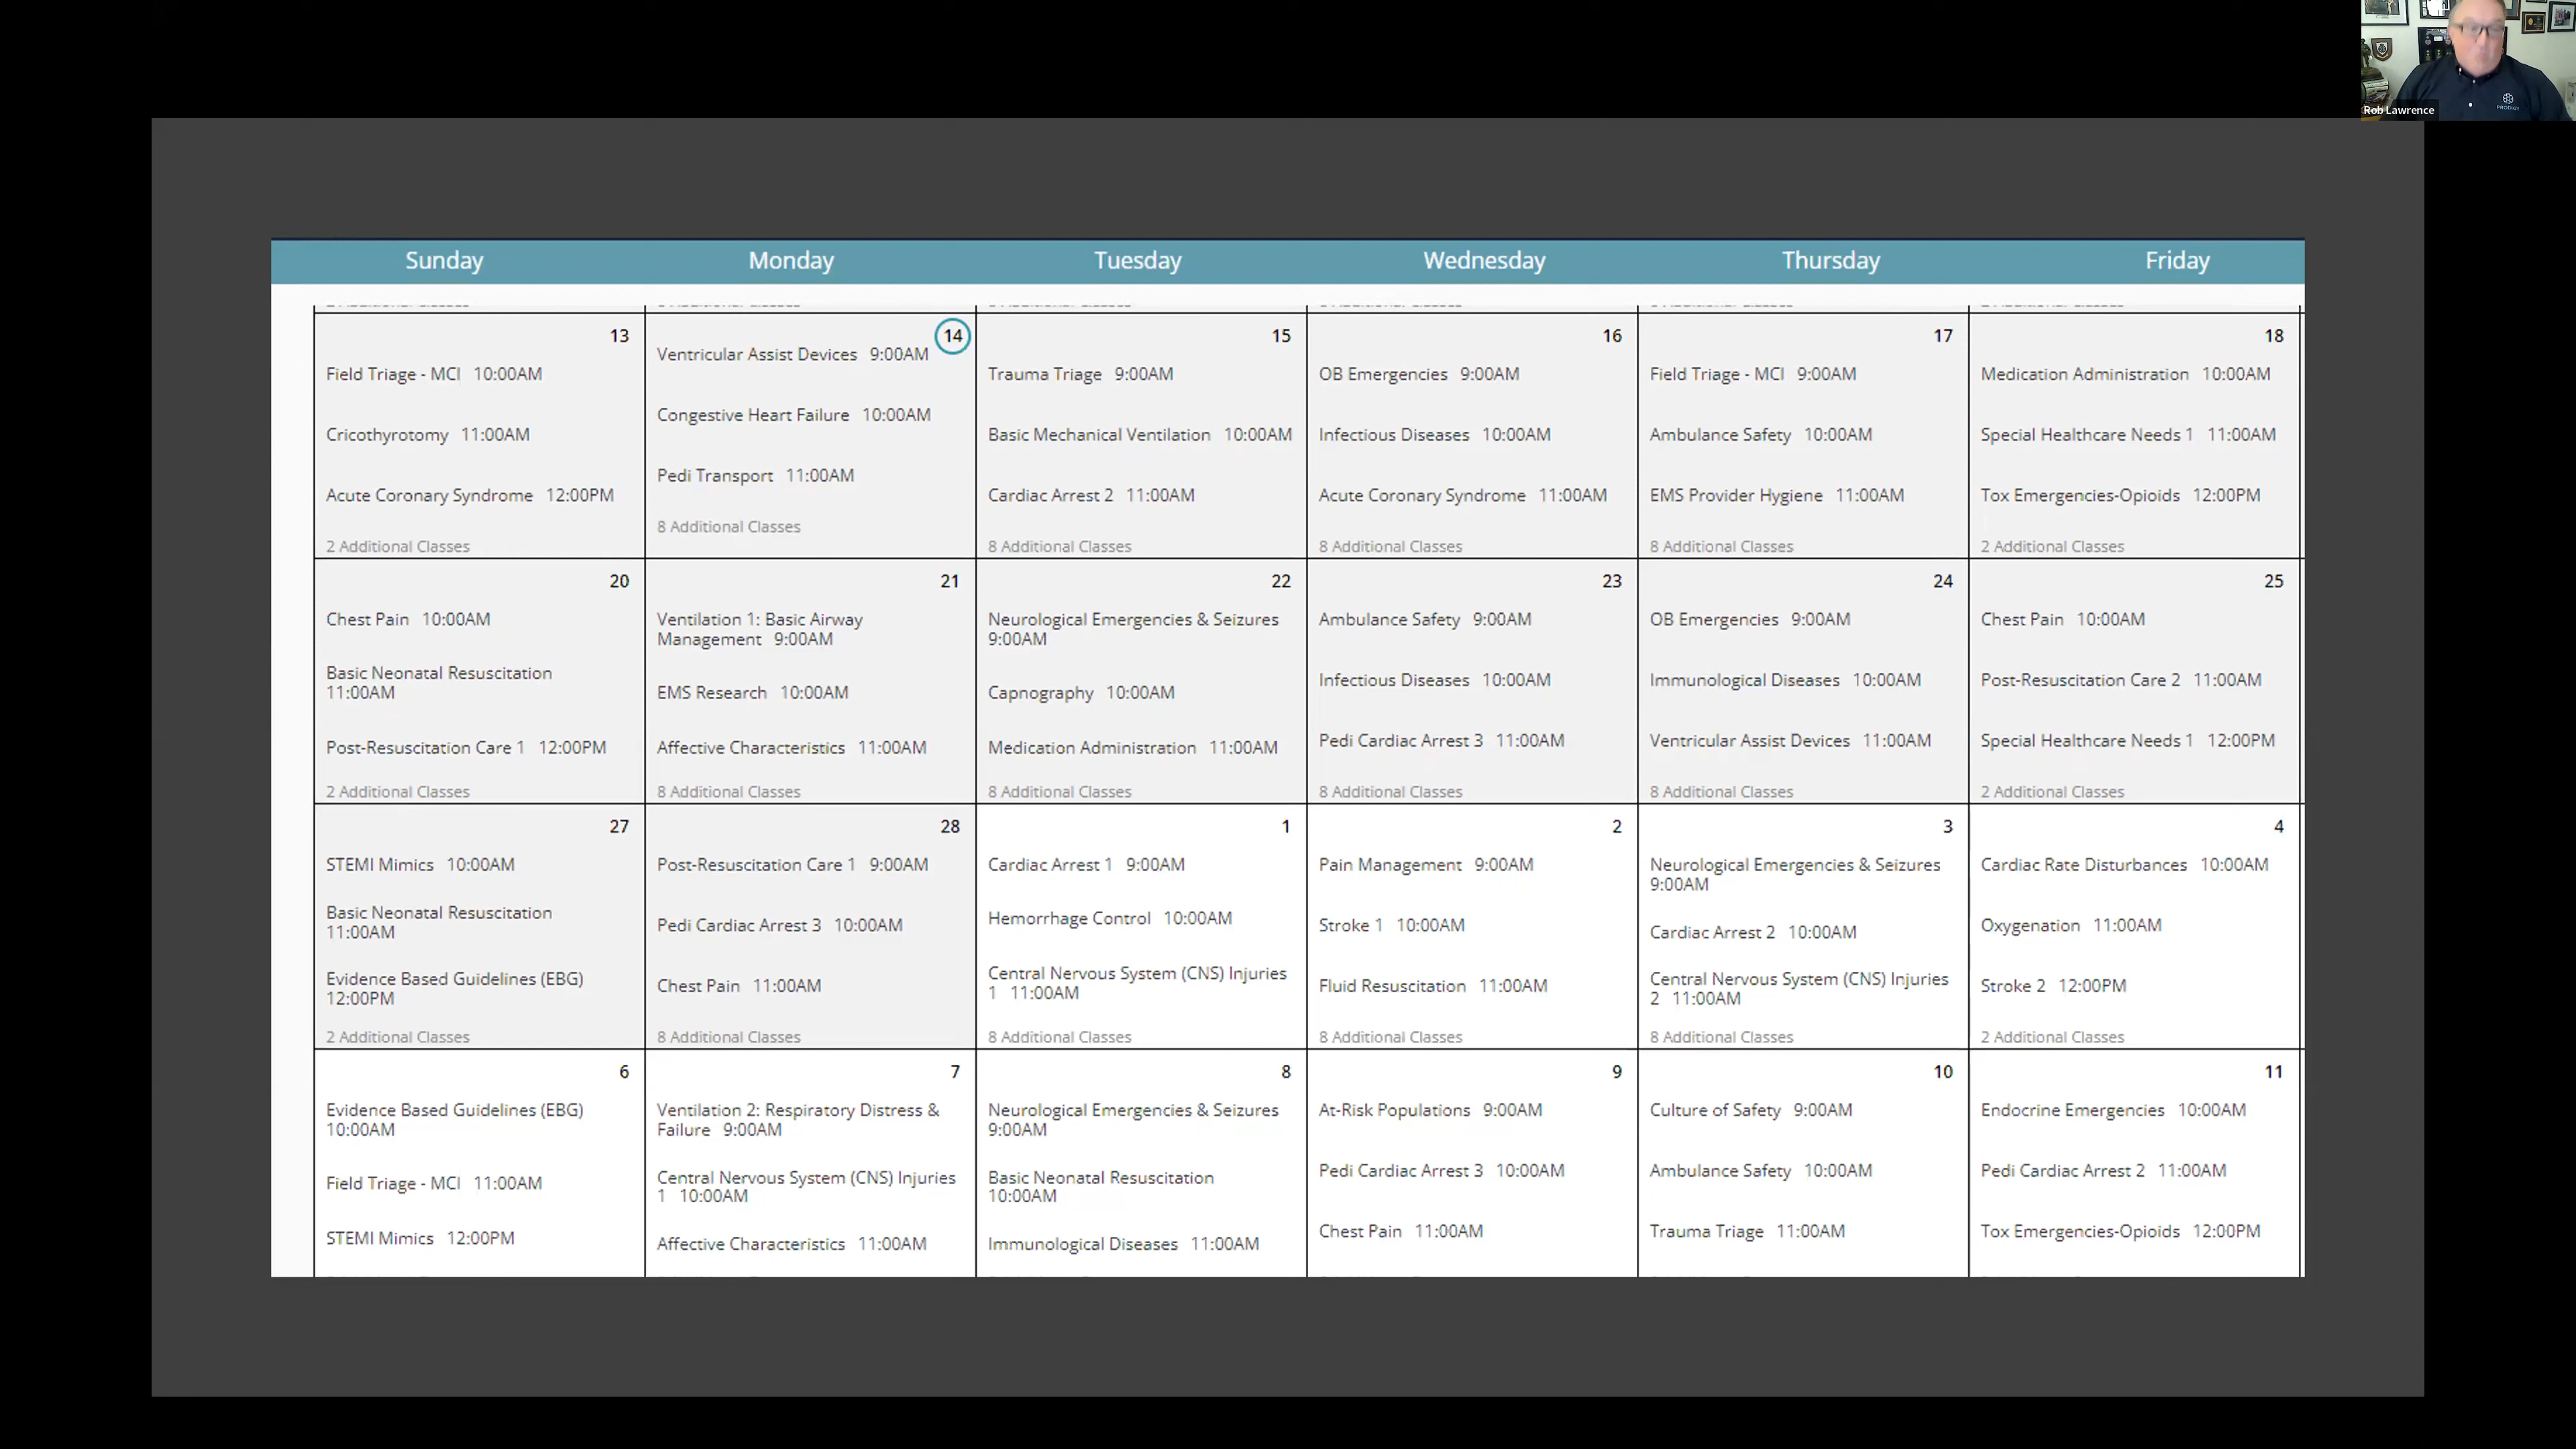 Rob Lawrence
PRODIGY
Sunday Monday Tuesday Wednesday Thursday Friday
13
Field Triage - MCI 10:00AM
Cricothyrotomy 11:00AM
Acute Coronary Syndrome 12:00PM
2 Additional Classes
14
Ventricular Assist Devices 9:00AM
Congestive Heart Failure 10:00AM
Pedi Transport 11:00AM
8 Additional Classes
15
Trauma Triage 9:00AM
Basic Mechanical Ventilation 10:00AM
Cardiac Arrest 2 11:00AM
8 Additional Classes
16
OB Emergencies 9:00AM
Infectious Diseases 10:00AM
Acute Coronary Syndrome 11:00AM
8 Additional Classes
17
Field Triage - MCI 9:00AM
Ambulance Safety 10:00AM
EMS Provider Hygiene 11:00AM
8 Additional Classes
18
Medication Administration 10:00AM
Special Healthcare Needs 1 11:00AM
Tox Emergencies-Opioids 12:00PM
2 Additional Classes
20
Chest Pain 10:00AM
Basic Neonatal Resuscitation
11:00AM
Post-Resuscitation Care 1 12:00PM
2 Additional Classes
21
Ventilation 1: Basic Airway
Management 9:00AM
EMS Research 10:00AM
Affective Characteristics 11:00AM
8 Additional Classes
22
Neurological Emergencies & Seizures
9:00AM
Capnography 10:00AM
Medication Administration 11:00AM
8 Additional Classes
23
Ambulance Safety 9:00AM
Infectious Diseases 10:00AM
Pedi Cardiac Arrest 3 11:00AM
8 Additional Classes
24
OB Emergencies 9:00AM
Immunological Diseases 10:00AM
Ventricular Assist Devices 11:00AM
8 Additional Classes
25
Chest Pain 10:00AM
Post-Resuscitation Care 2 11:00AM
Special Healthcare Needs 1 12:00PM
2 Additional Classes
27
STEMI Mimics 10:00AM
Basic Neonatal Resuscitation
11:00AM
Evidence Based Guidelines (EBG)
12:00PM
2 Additional Classes
28
Post-Resuscitation Care 1 9:00AM
Pedi Cardiac Arrest 3 10:00AM
Chest Pain 11:00AM
8 Additional Classes
1
Cardiac Arrest 1 9:00AM
Hemorrhage Control 10:00AM
Central Nervous System (CNS) Injuries
1 11:00AM
8 Additional Classes
2
Pain Management 9:00AM
Stroke 1 10:00AM
Fluid Resuscitation 11:00AM
8 Additional Classes
3
Neurological Emergencies & Seizures
9:00AM
Cardiac Arrest 2 10:00AM
Central Nervous System (CNS) Injuries
2 11:00AM
8 Additional Classes
4
Cardiac Rate Disturbances 10:00AM
Oxygenation 11:00AM
Stroke 2 12:00PM
2 Additional Classes
6
Evidence Based Guidelines (EBG)
10:00AM
Field Triage - MCI 11:00AM
STEMI Mimics 12:00PM
7
Ventilation 2: Respiratory Distress &
Failure 9:00AM
Central Nervous System (CNS) Injuries
1 10:00AM
Affective Characteristics 11:00AM
8
Neurological Emergencies & Seizures
9:00AM
Basic Neonatal Resuscitation
10:00AM
Immunological Diseases 11:00AM
9
At-Risk Populations 9:00AM
Pedi Cardiac Arrest 3 10:00AM
Chest Pain 11:00AM
10
Culture of Safety 9:00AM
Ambulance Safety 10:00AM
Trauma Triage 11:00AM
11
Endocrine Emergencies 10:00AM
Pedi Cardiac Arrest 2 11:00AM
Tox Emergencies-Opioids 12:00PM